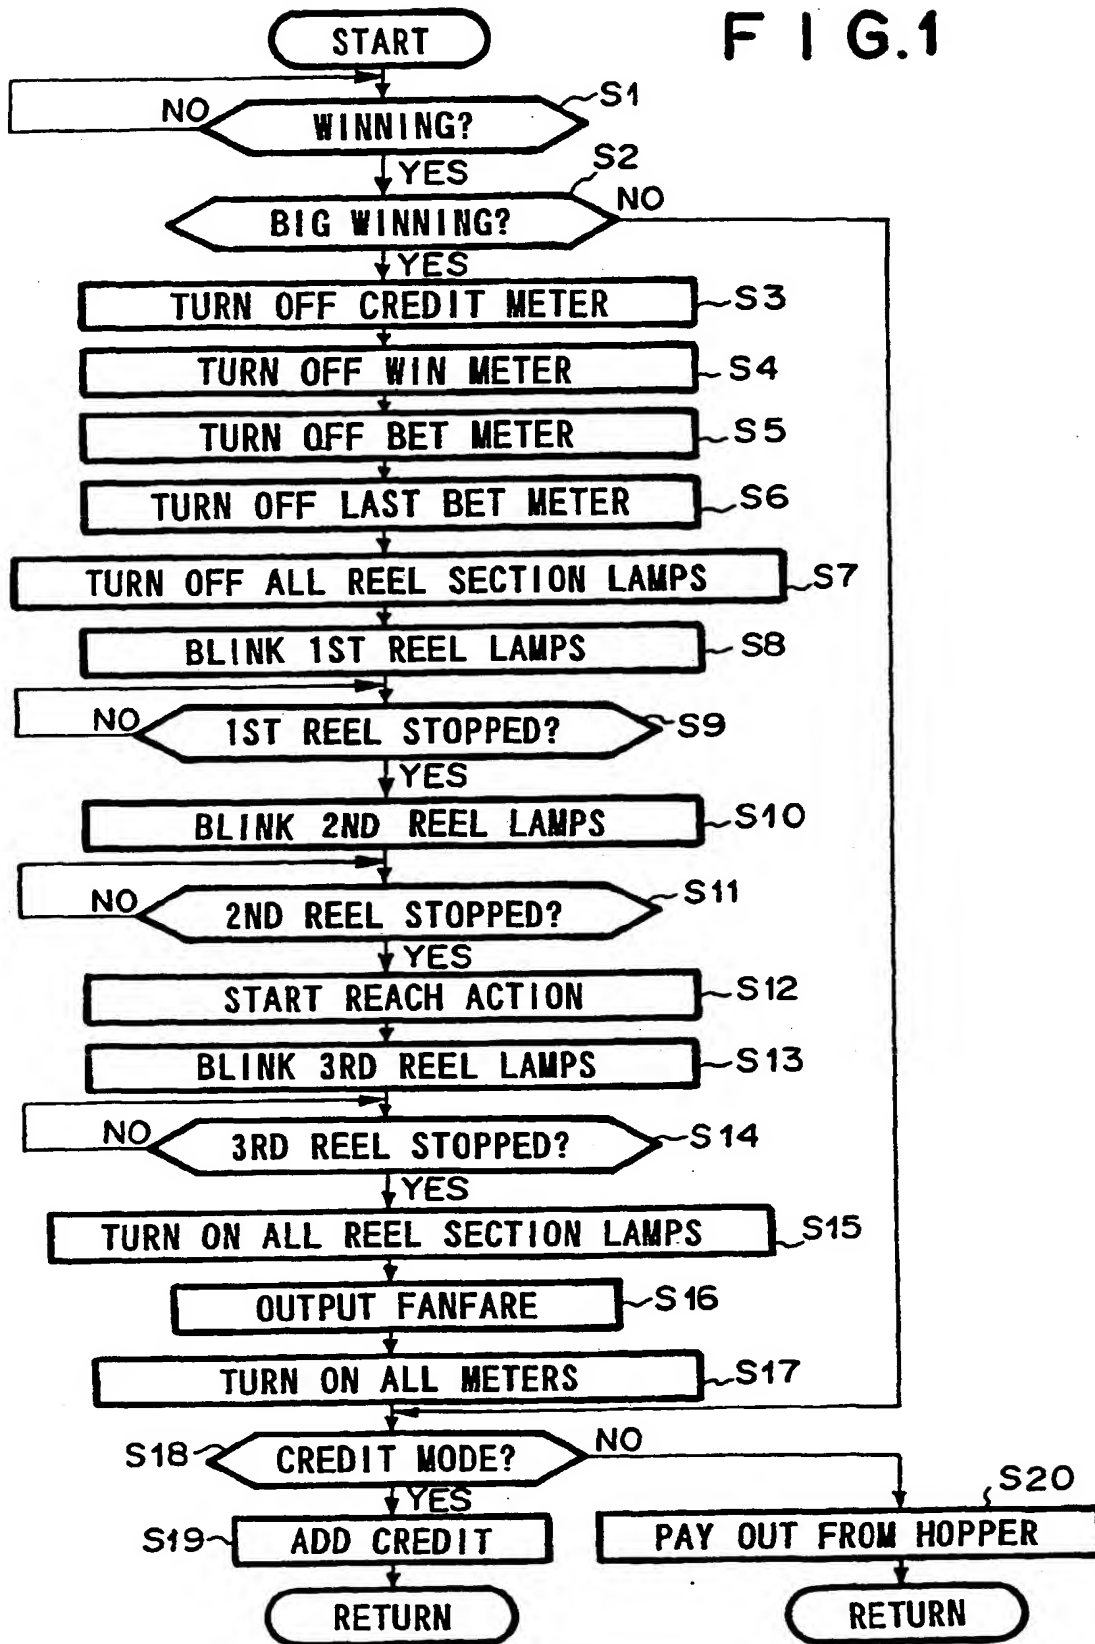 FIG.1
START
NO
WINNING?
S1
YES
S2
BIG WINNING?
NO
YES
TURN OFF CREDIT METER
S3
TURN OFF WIN METER
S4
TURN OFF BET METER
S5
TURN OFF LAST BET METER
S6
TURN OFF ALL REEL SECTION LAMPS
S7
BLINK 1ST REEL LAMPS
S8
NO
1ST REEL STOPPED?
S9
YES
BLINK 2ND REEL LAMPS
S10
NO
2ND REEL STOPPED?
S11
YES
START REACH ACTION
S12
BLINK 3RD REEL LAMPS
S13
NO
3RD REEL STOPPED?
S14
YES
TURN ON ALL REEL SECTION LAMPS
S15
OUTPUT FANFARE
S16
TURN ON ALL METERS
S17
S18
CREDIT MODE?
NO
YES
S20
S19
ADD CREDIT
PAY OUT FROM HOPPER
RETURN
RETURN